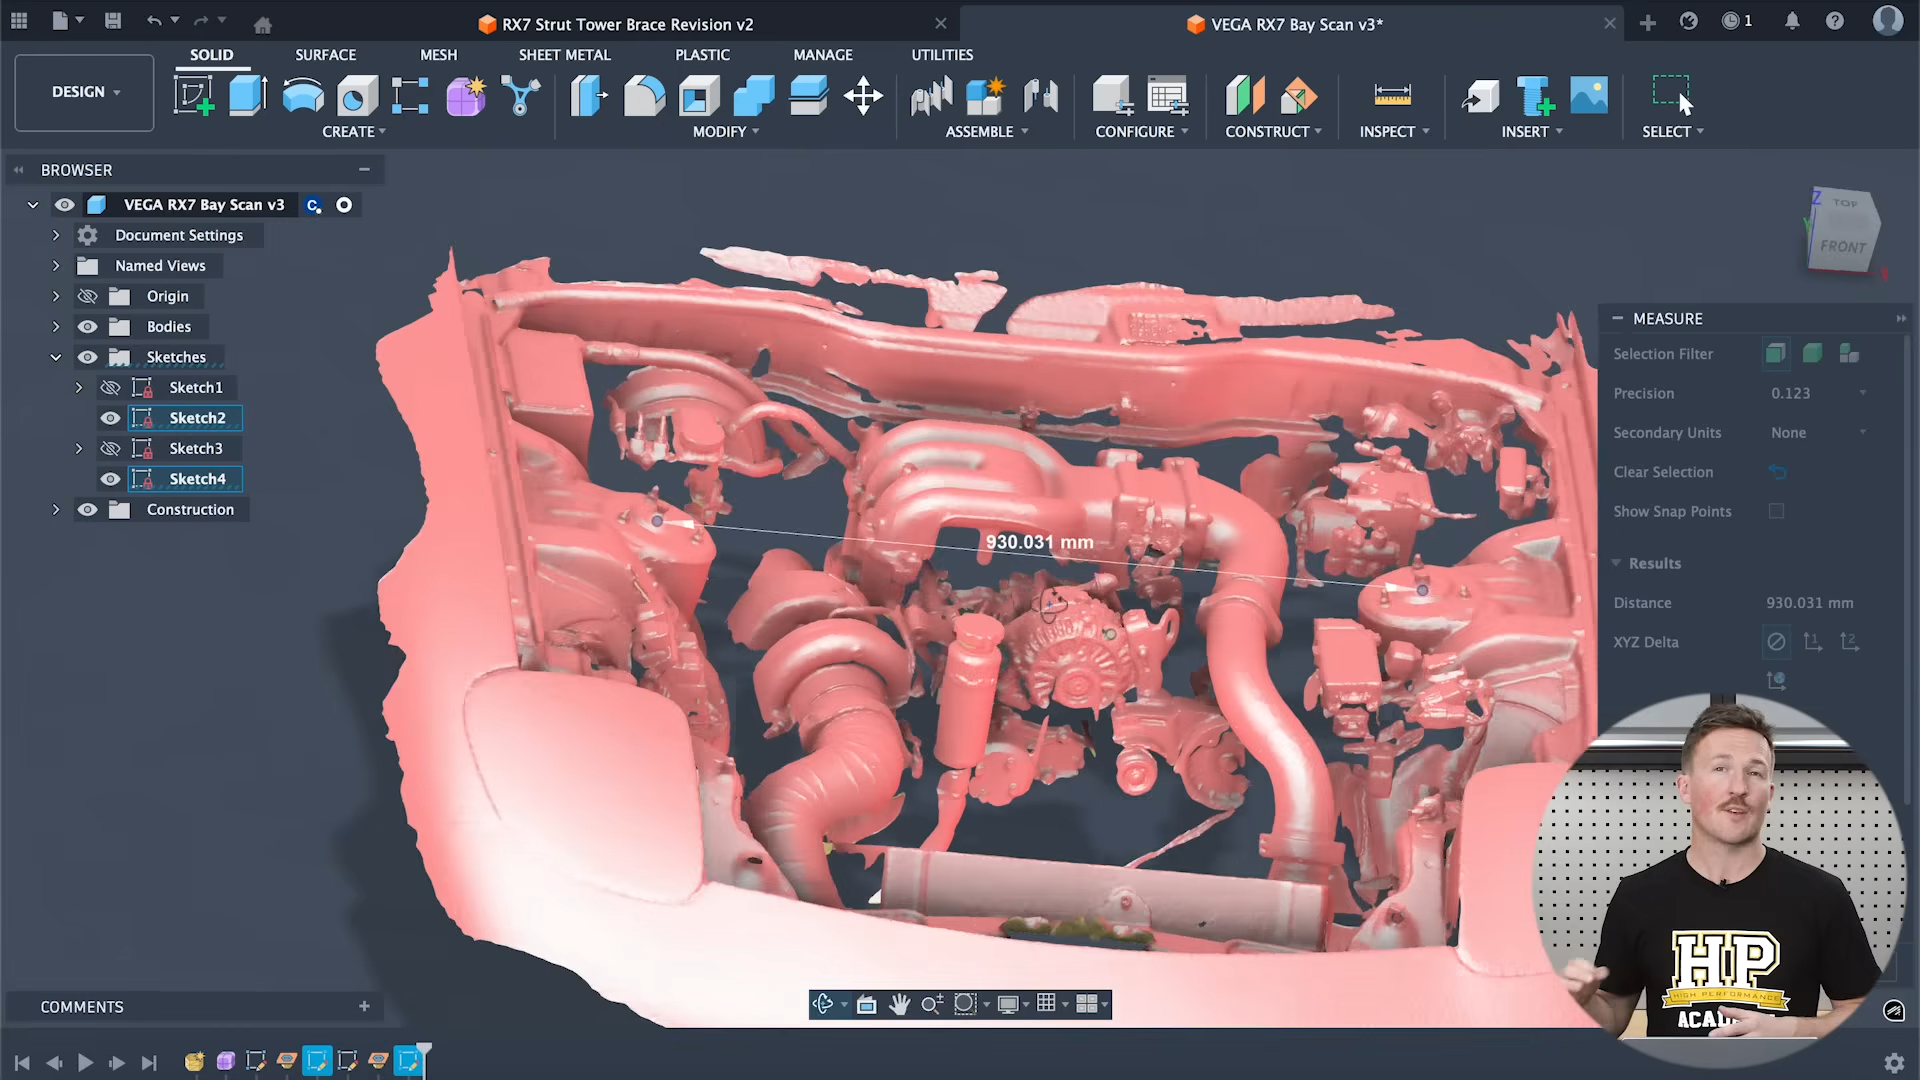 RX7 Strut Tower Brace Revision v2
VEGA RX7 Bay Scan v3*
1
DESIGN
SOLID
SURFACE
MESH
SHEET METAL
PLASTIC
MANAGE
UTILITIES
CREATE
MODIFY
ASSEMBLE
CONFIGURE
CONSTRUCT
INSPECT
INSERT
SELECT
BROWSER
VEGA RX7 Bay Scan v3
Document Settings
Named Views
Origin
Bodies
Sketches
Sketch1
Sketch2
Sketch3
Sketch4
Construction
930.031 mm
Z
TOP
Y
FRONT
X
MEASURE
Selection Filter
Precision 0.123
Secondary Units None
Clear Selection
Show Snap Points
Results
Distance 930.031 mm
XYZ Delta
COMMENTS
HP
HIGH PERFORMANCE